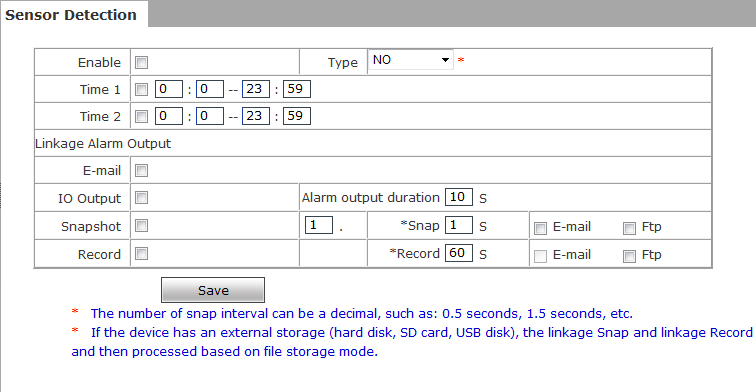 Sensor Detection
Enable Type NO *
Time 1 0 : 0 -- 23 : 59
Time 2 0 : 0 -- 23 : 59
Linkage Alarm Output
E-mail
IO Output Alarm output duration 10 S
Snapshot 1 . *Snap 1 S E-mail Ftp
Record *Record 60 S E-mail Ftp
Save
* The number of snap interval can be a decimal, such as: 0.5 seconds, 1.5 seconds, etc.
* If the device has an external storage (hard disk, SD card, USB disk), the linkage Snap and linkage Record
and then processed based on file storage mode.